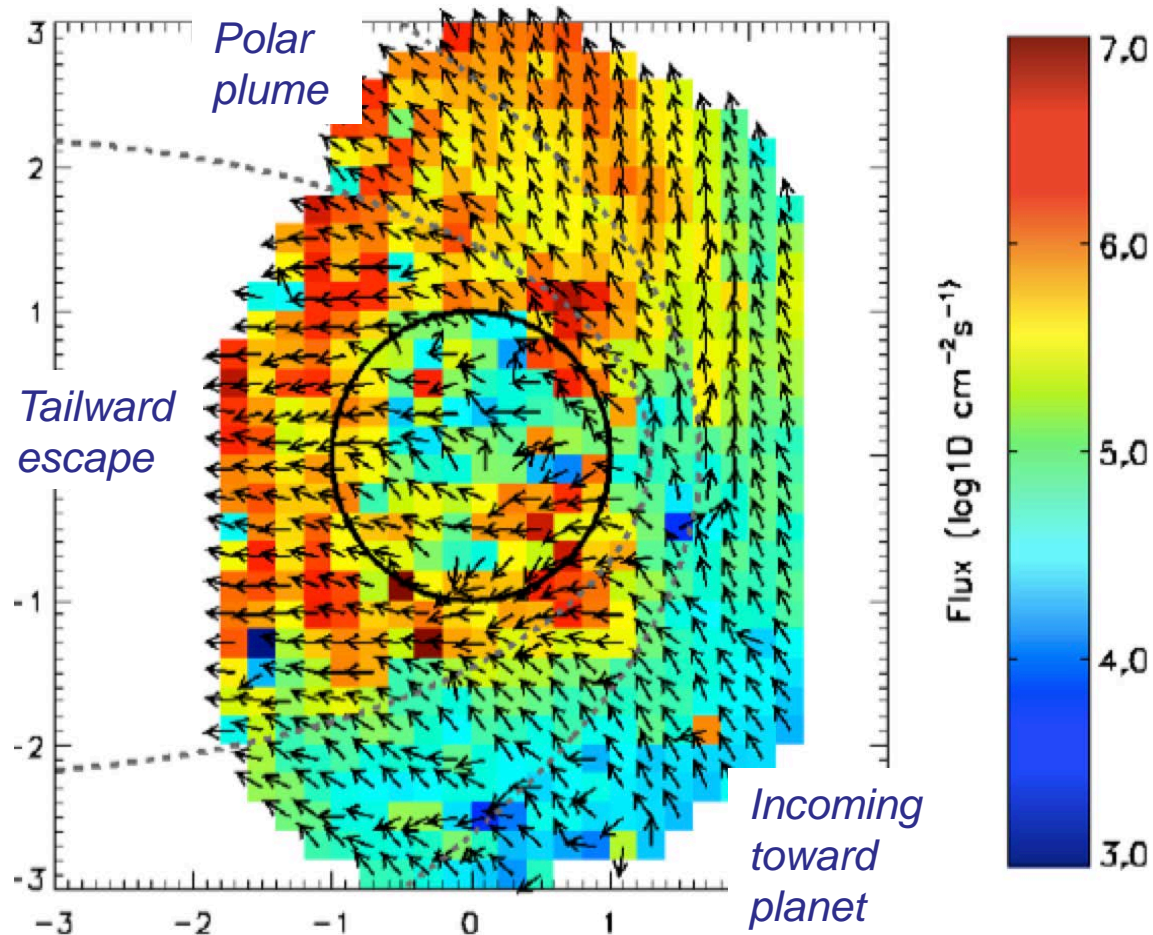 Polar
plume
Tailward
escape
Incoming
toward
planet
3
2
1
-1
-2
-3
-3
-2
-1
0
1
7,0
6,0
5,0
4,0
3,0
Flux (log10 cm⁻²s⁻¹)